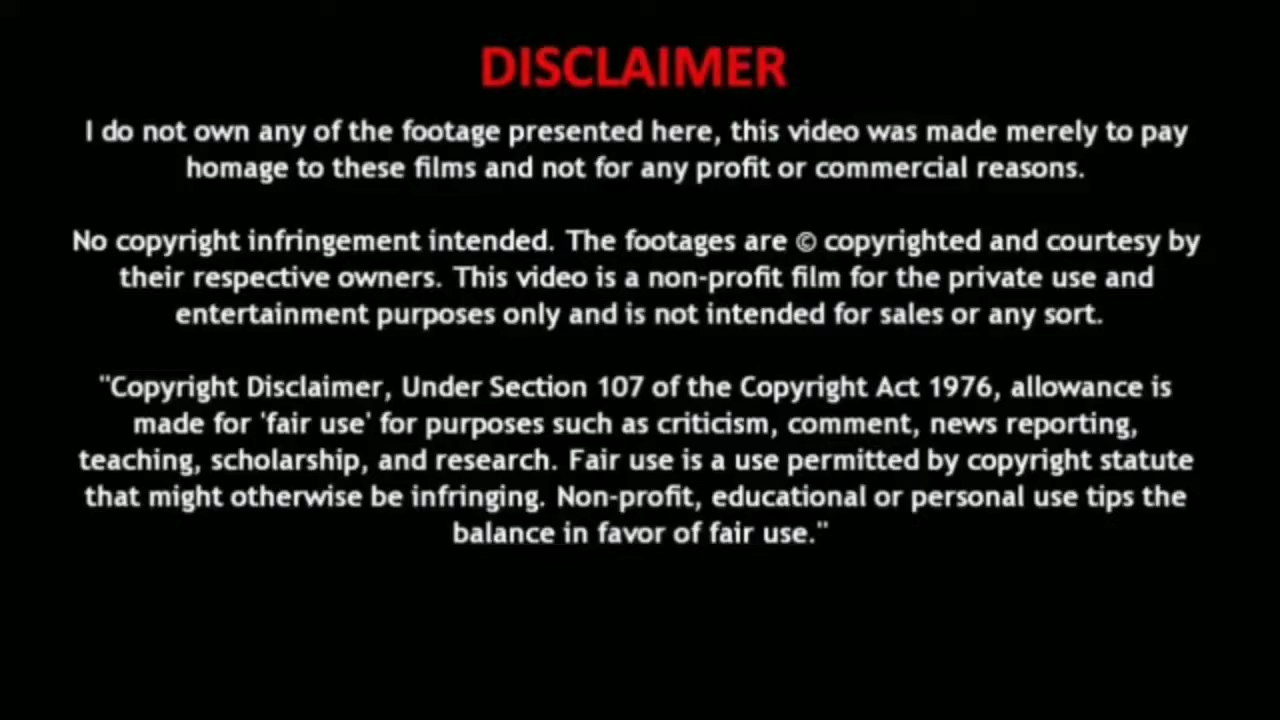 DISCLAIMER
I do not own any of the footage presented here, this video was made merely to pay
homage to these films and not for any profit or commercial reasons.
No copyright infringement intended. The footages are © copyrighted and courtesy by
their respective owners. This video is a non-profit film for the private use and
entertainment purposes only and is not intended for sales or any sort.
"Copyright Disclaimer, Under Section 107 of the Copyright Act 1976, allowance is
made for 'fair use' for purposes such as criticism, comment, news reporting,
teaching, scholarship, and research. Fair use is a use permitted by copyright statute
that might otherwise be infringing. Non-profit, educational or personal use tips the
balance in favor of fair use."